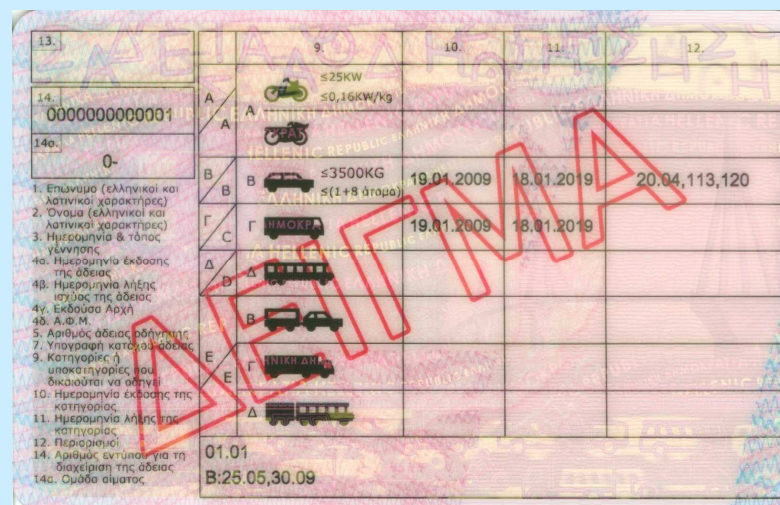 13.
14.
0000000000001
14α.
0-
1. Επώνυμο (ελληνικοί και
λατινικοί χαρακτήρες)
2. Όνομα (ελληνικοί και
λατινικοί χαρακτήρες)
3. Ημερομηνία & τόπος
γέννησης
4α. Ημερομηνία έκδοσης
της άδειας
4β. Ημερομηνία λήξης
ισχύος της άδειας
4γ. Εκδούσα Αρχή
4δ. Α.Φ.Μ.
5. Αριθμός άδειας οδήγησης
7. Υπογραφή κατόχου άδειας
9. Κατηγορίες ή
υποκατηγορίες που
δικαιούται να οδηγεί
10. Ημερομηνία έκδοσης της
κατηγορίας
11. Ημερομηνία λήξης της
κατηγορίας
12. Περιορισμοί
14. Αριθμός εντύπου για τη
διαχείριση της άδειας
14α. Ομάδα αίματος
9. 10. 11. 12.
A A A ≤25KW
≤0,16KW/kg
B B B ≤3500KG
≤(1+8 άτομα) 19.01.2009 18.01.2019 20.04,113,120
Γ C Γ 19.01.2009 18.01.2019
Δ D Δ
B
E E Γ
Δ
01.01
B:25.05,30.09
ΔΕΙΓΜΑ